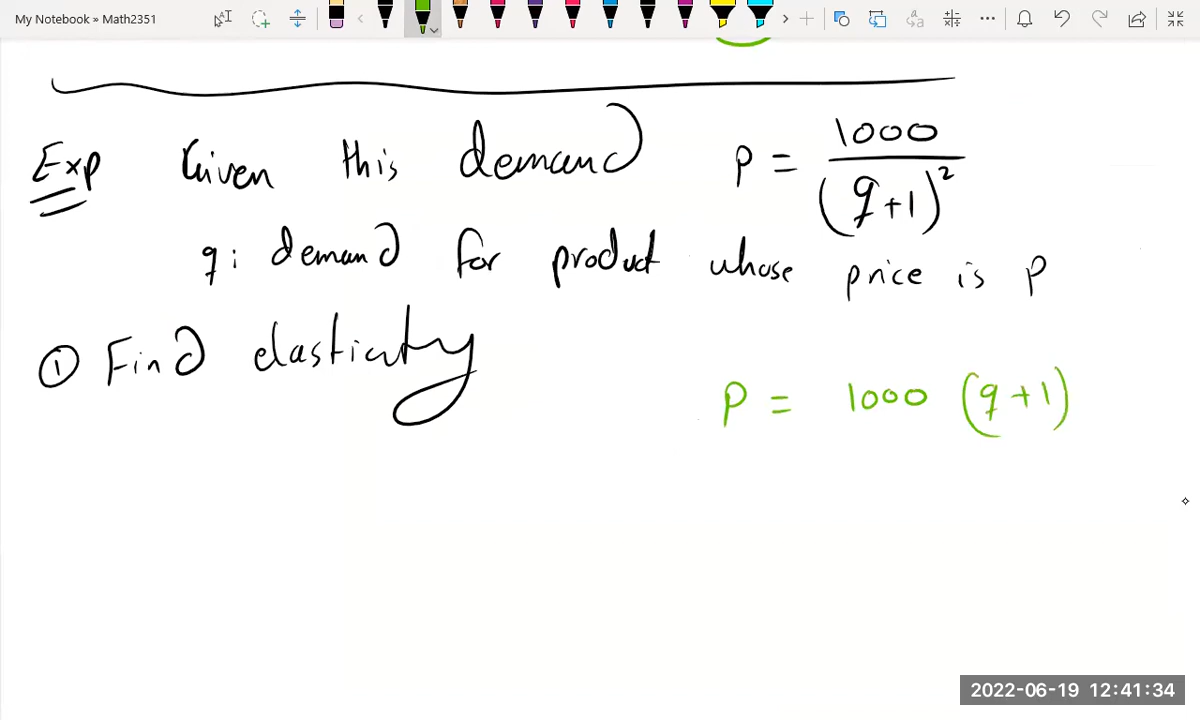 My Notebook » Math2351
Exp Given this demand P = 1000 / (q+1)²
q: demand for product whose price is P
① Find elasticity
P = 1000 (q+1)
2022-06-19 12:41:34